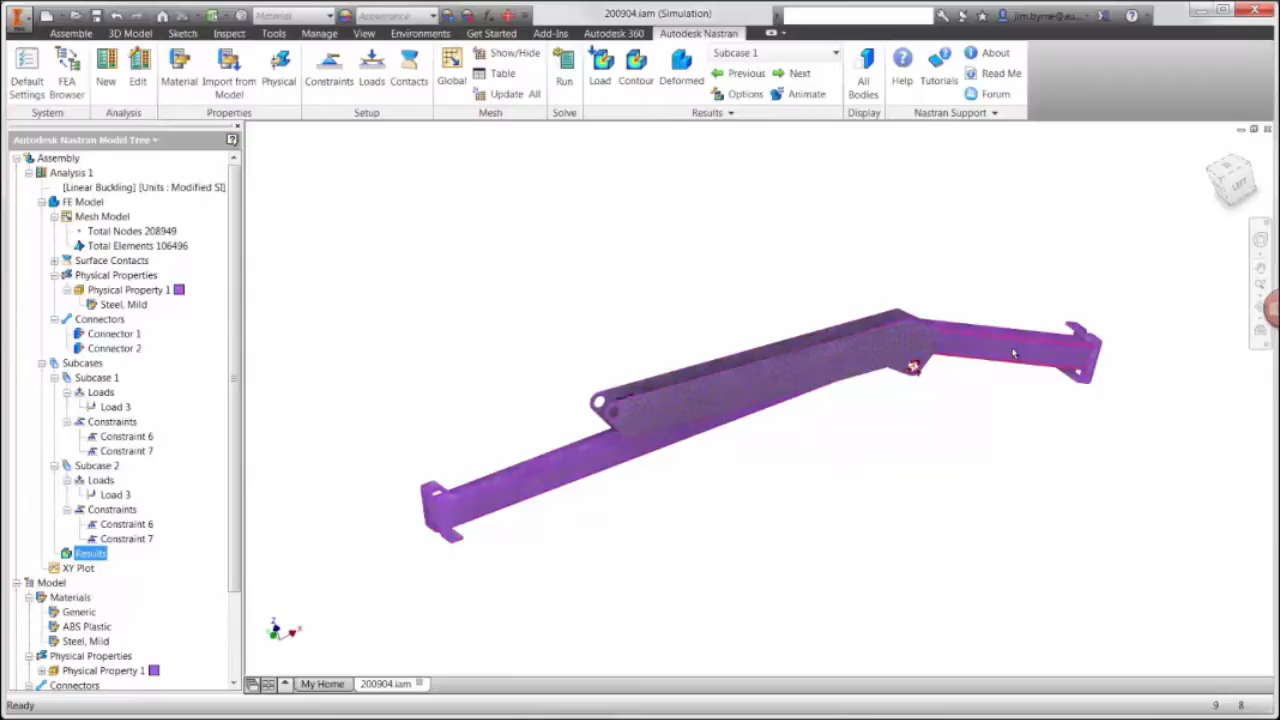 Material
Appearance
200904.iam (Simulation)
jim.byrne@au...
Assemble 3D Model Sketch Inspect Tools Manage View Environments Get Started Add-Ins Autodesk 360 Autodesk Nastran
Default Settings
FEA Browser
System
New
Edit
Analysis
Material
Import from Model
Physical
Properties
Constraints
Loads
Contacts
Setup
Global
Show/Hide
Table
Update All
Mesh
Run
Solve
Load
Contour
Deformed
Subcase 1
Previous
Next
Options
Animate
Results
All Bodies
Display
Help
Tutorials
About
Read Me
Forum
Nastran Support
Autodesk Nastran Model Tree
Assembly
Analysis 1
[Linear Buckling] [Units : Modified SI]
FE Model
Mesh Model
Total Nodes 208949
Total Elements 106496
Surface Contacts
Physical Properties
Physical Property 1
Steel, Mild
Connectors
Connector 1
Connector 2
Subcases
Subcase 1
Loads
Load 3
Constraints
Constraint 6
Constraint 7
Subcase 2
Loads
Load 3
Constraints
Constraint 6
Constraint 7
Results
XY Plot
Model
Materials
Generic
ABS Plastic
Steel, Mild
Physical Properties
Physical Property 1
Connectors
LEFT
Z
X
My Home
200904.iam
Ready
9 8